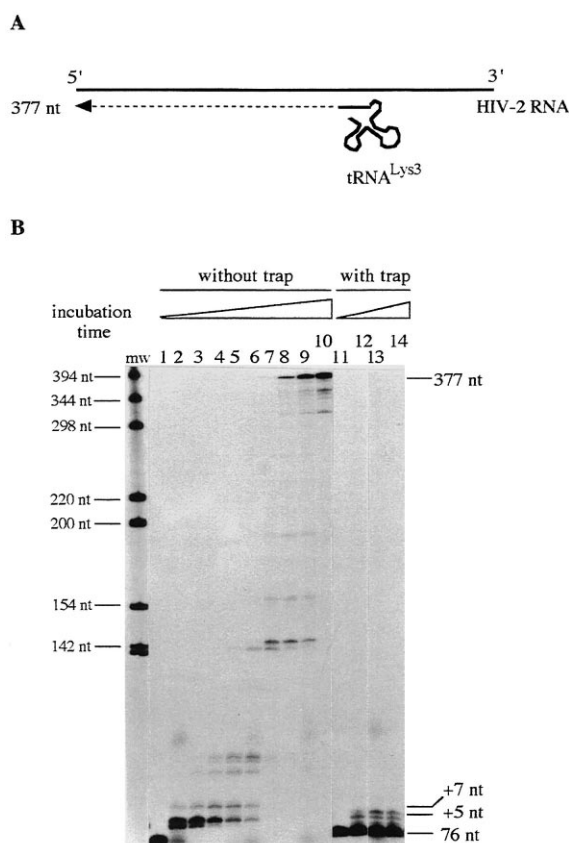 A
5' 3'
377 nt HIV-2 RNA
tRNALys3
B
without trap with trap
incubation
time
mw 1 2 3 4 5 6 7 8 9 10 11 12 13 14
394 nt 377 nt
344 nt
298 nt
220 nt
200 nt
154 nt
142 nt
+7 nt
+5 nt
76 nt